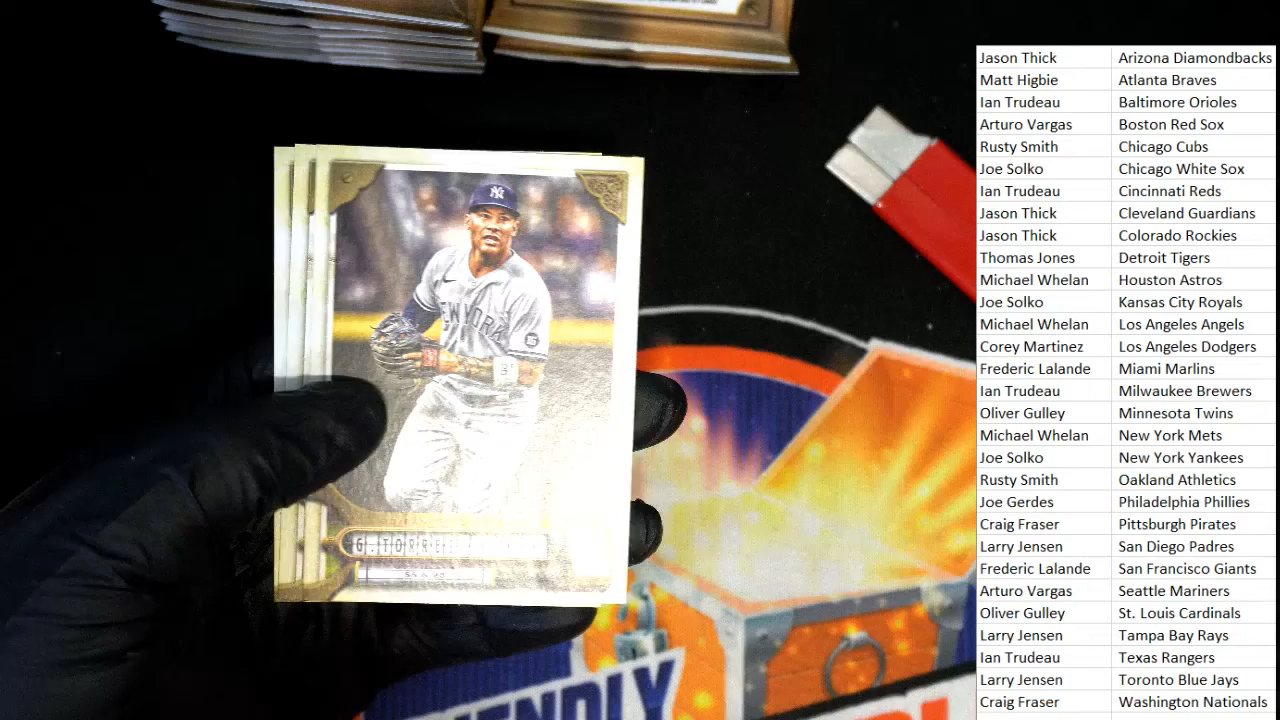 Jason Thick Arizona Diamondbacks
Matt Higbie Atlanta Braves
Ian Trudeau Baltimore Orioles
Arturo Vargas Boston Red Sox
Rusty Smith Chicago Cubs
Joe Solko Chicago White Sox
Ian Trudeau Cincinnati Reds
Jason Thick Cleveland Guardians
Jason Thick Colorado Rockies
Thomas Jones Detroit Tigers
Michael Whelan Houston Astros
Joe Solko Kansas City Royals
Michael Whelan Los Angeles Angels
Corey Martinez Los Angeles Dodgers
Frederic Lalande Miami Marlins
Ian Trudeau Milwaukee Brewers
Oliver Gulley Minnesota Twins
Michael Whelan New York Mets
Joe Solko New York Yankees
Rusty Smith Oakland Athletics
Joe Gerdes Philadelphia Phillies
Craig Fraser Pittsburgh Pirates
Larry Jensen San Diego Padres
Frederic Lalande San Francisco Giants
Arturo Vargas Seattle Mariners
Oliver Gulley St. Louis Cardinals
Larry Jensen Tampa Bay Rays
Ian Trudeau Texas Rangers
Larry Jensen Toronto Blue Jays
Craig Fraser Washington Nationals
NY
NEW YORK
G.TORRE